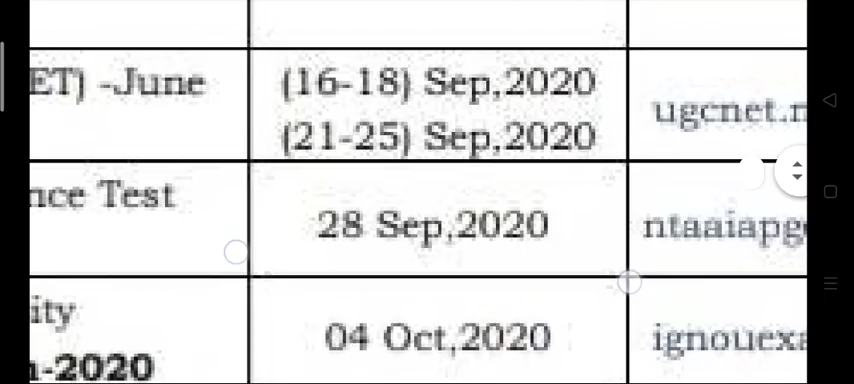 ET) -June
(16-18) Sep,2020
(21-25) Sep,2020
ugcnet.n
nce Test
28 Sep,2020
ntaaiapg
ity
-2020
04 Oct,2020
ignouexa